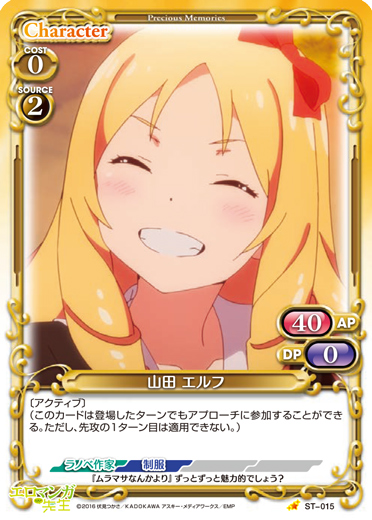 Precious Memories
Character
COST
0
SOURCE
2
40 AP
DP 0
山田 エルフ
[アクティブ]
(このカードは登場したターンでもアプローチに参加することができ
る。ただし、先攻の1ターン目は適用できない。)
ラノベ作家 制服
『ムラマサなんかより』ずっとずっと魅力的でしょう?
エロマンガ
先生
©2016 伏見つかさ/KADOKAWA アスキー・メディアワークス/EMP
ST-015